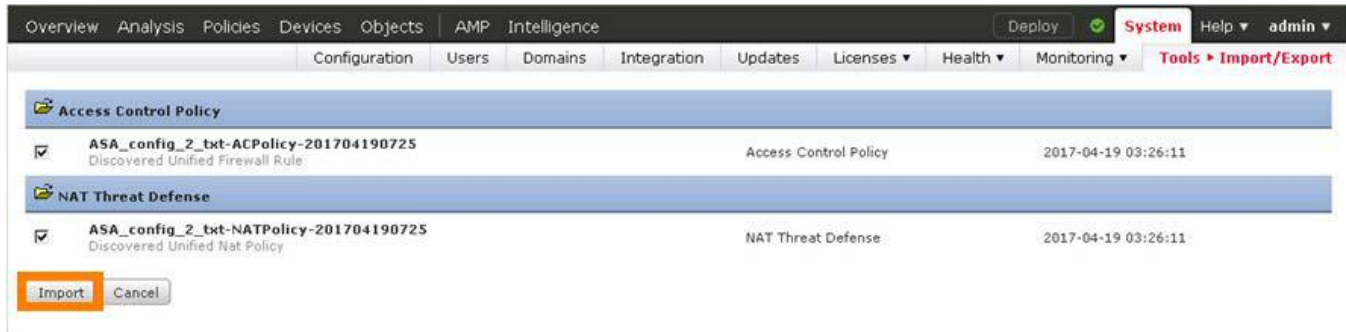 Overview Analysis Policies Devices Objects AMP Intelligence Deploy System Help ▾ admin ▾
Configuration Users Domains Integration Updates Licenses ▾ Health ▾ Monitoring ▾ Tools ▸ Import/Export
Access Control Policy
ASA_config_2_txt-ACPolicy-201704190725 Access Control Policy 2017-04-19 03:26:11
Discovered Unified Firewall Rule
NAT Threat Defense
ASA_config_2_txt-NATPolicy-201704190725 NAT Threat Defense 2017-04-19 03:26:11
Discovered Unified Nat Policy
Import Cancel